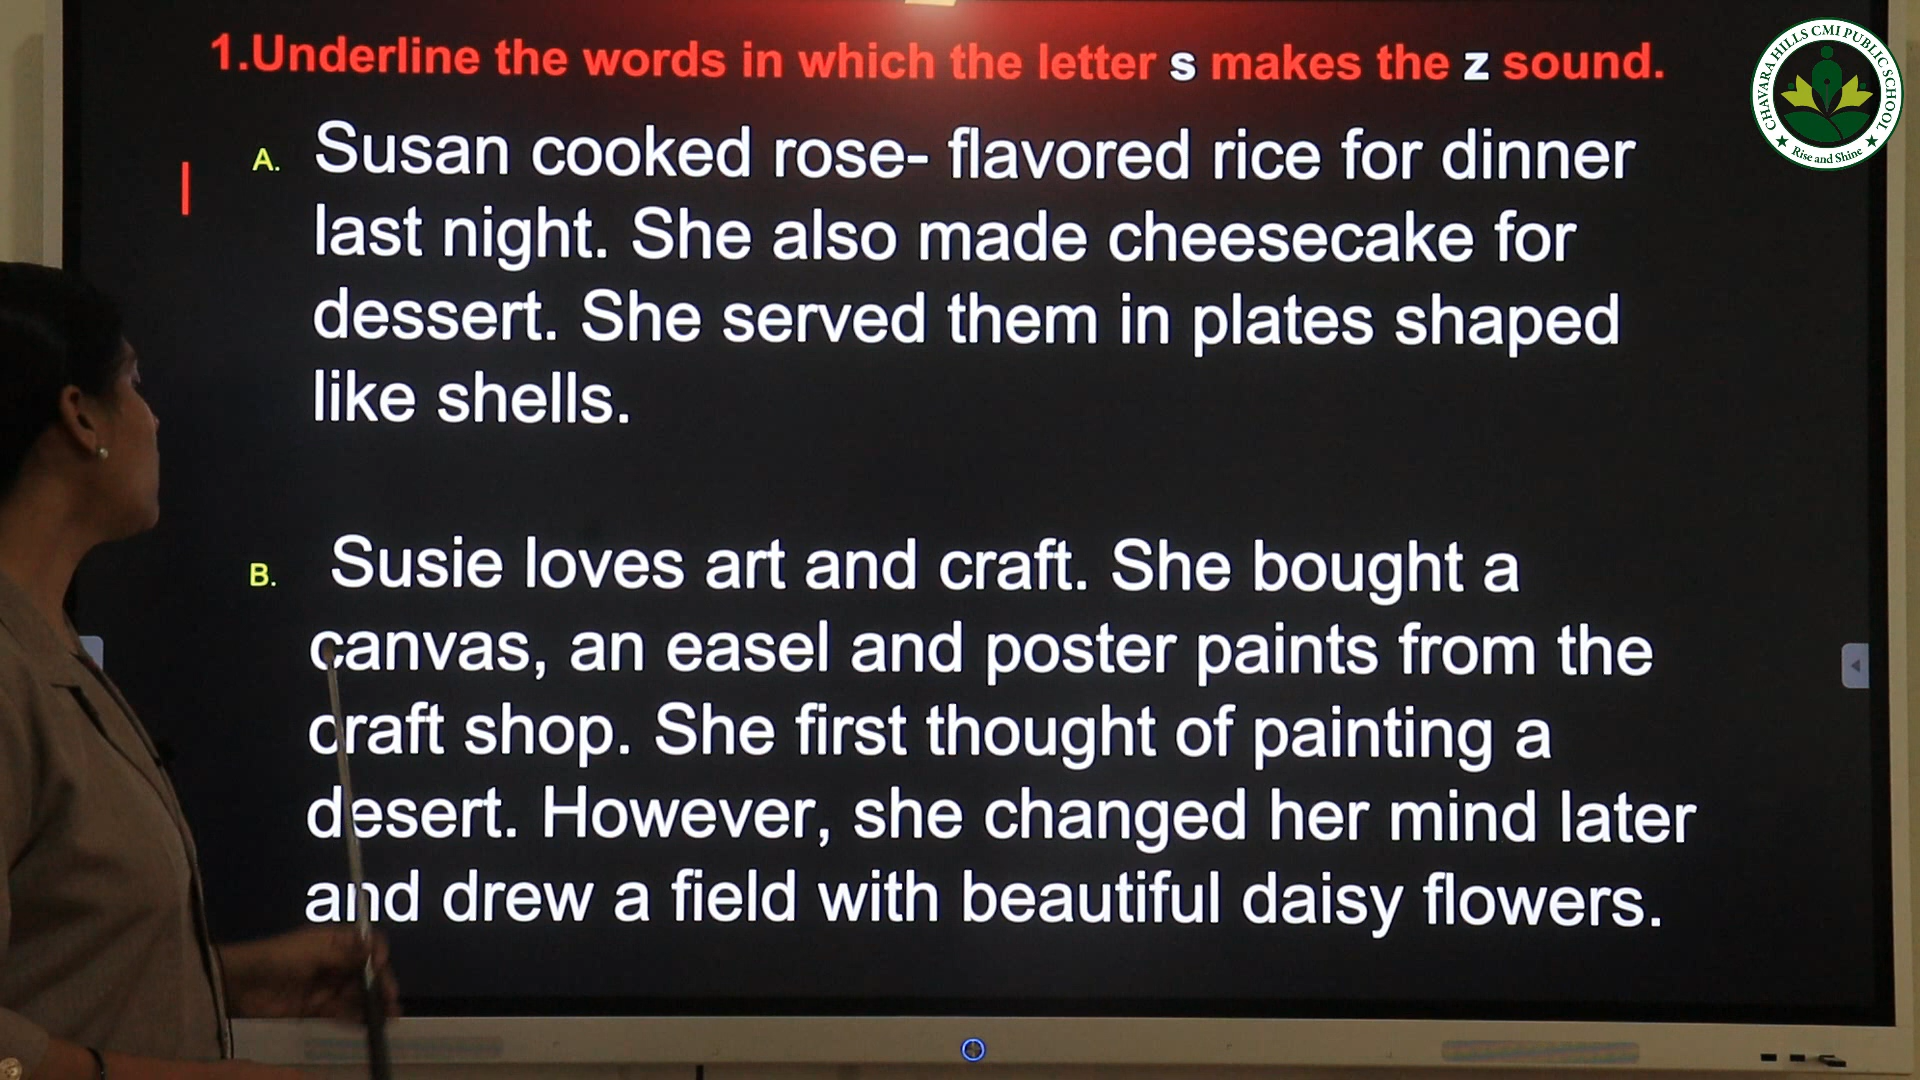 1.Underline the words in which the letter s makes the z sound.
A. Susan cooked rose- flavored rice for dinner
last night. She also made cheesecake for
dessert. She served them in plates shaped
like shells.
B. Susie loves art and craft. She bought a
canvas, an easel and poster paints from the
craft shop. She first thought of painting a
desert. However, she changed her mind later
and drew a field with beautiful daisy flowers.
CHAVARA HILLS CMI PUBLIC SCHOOL
Rise and Shine